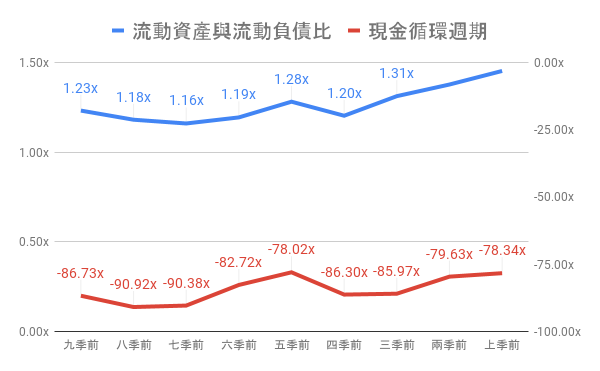 流動資產與流動負債比 現金循環週期
1.50x
1.00x
0.50x
0.00x
0.00x
-25.00x
-50.00x
-75.00x
-100.00x
1.23x 1.18x 1.16x 1.19x 1.28x 1.20x 1.31x
-86.73x -90.92x -90.38x -82.72x -78.02x -86.30x -85.97x -79.63x -78.34x
九季前 八季前 七季前 六季前 五季前 四季前 三季前 兩季前 上季前